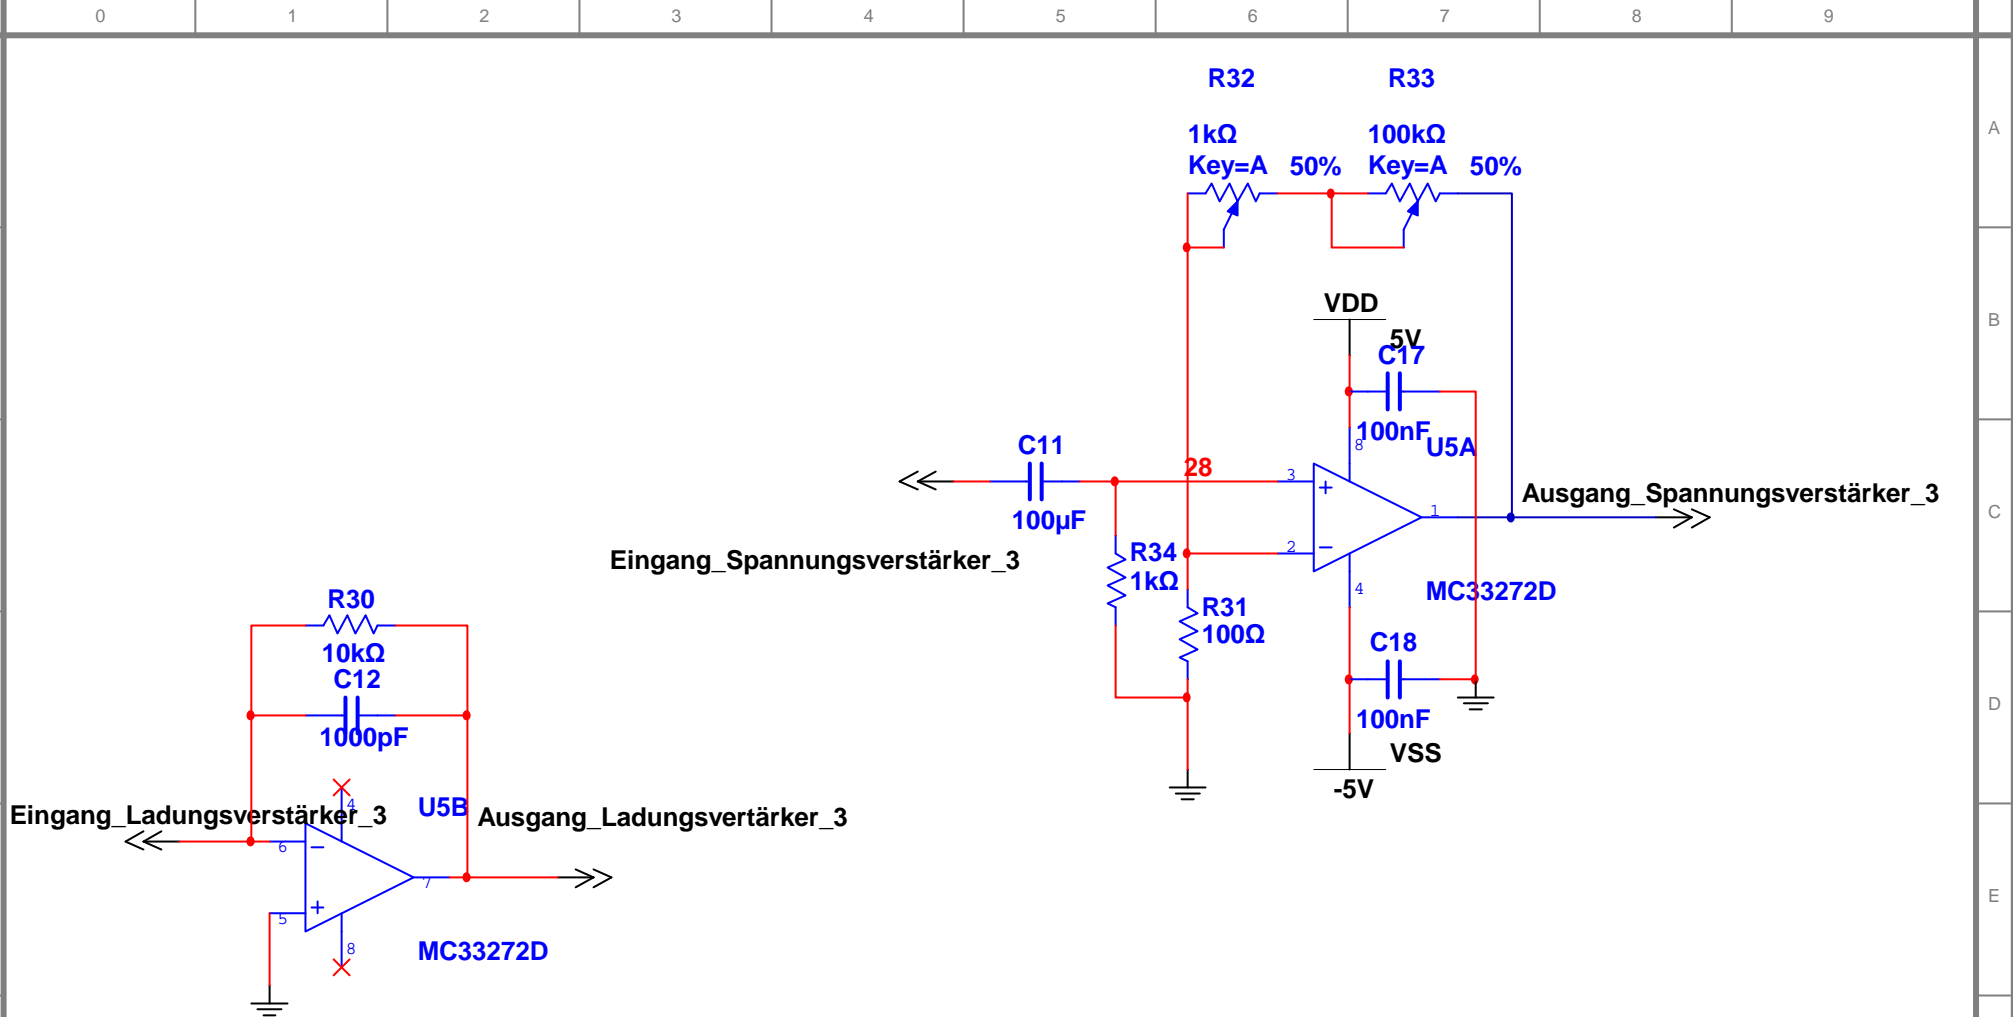 0 1 2 3 4 5 6 7 8 9
R32 R33
1kΩ 100kΩ
Key=A 50% Key=A 50%
A
VDD
5V
B
C17
100nF
8
U5A
C11
28
3
+
100µF
1
Ausgang_Spannungsverstärker_3
C
2
−
Eingang_Spannungsverstärker_3
R34
1kΩ
4
MC33272D
R31
100Ω
R30
10kΩ
C12
1000pF
C18
100nF
D
VSS
-5V
Eingang_Ladungsverstärker_3
4
U5B
Ausgang_Ladungsvertärker_3
6
−
7
5
+
8
MC33272D
E